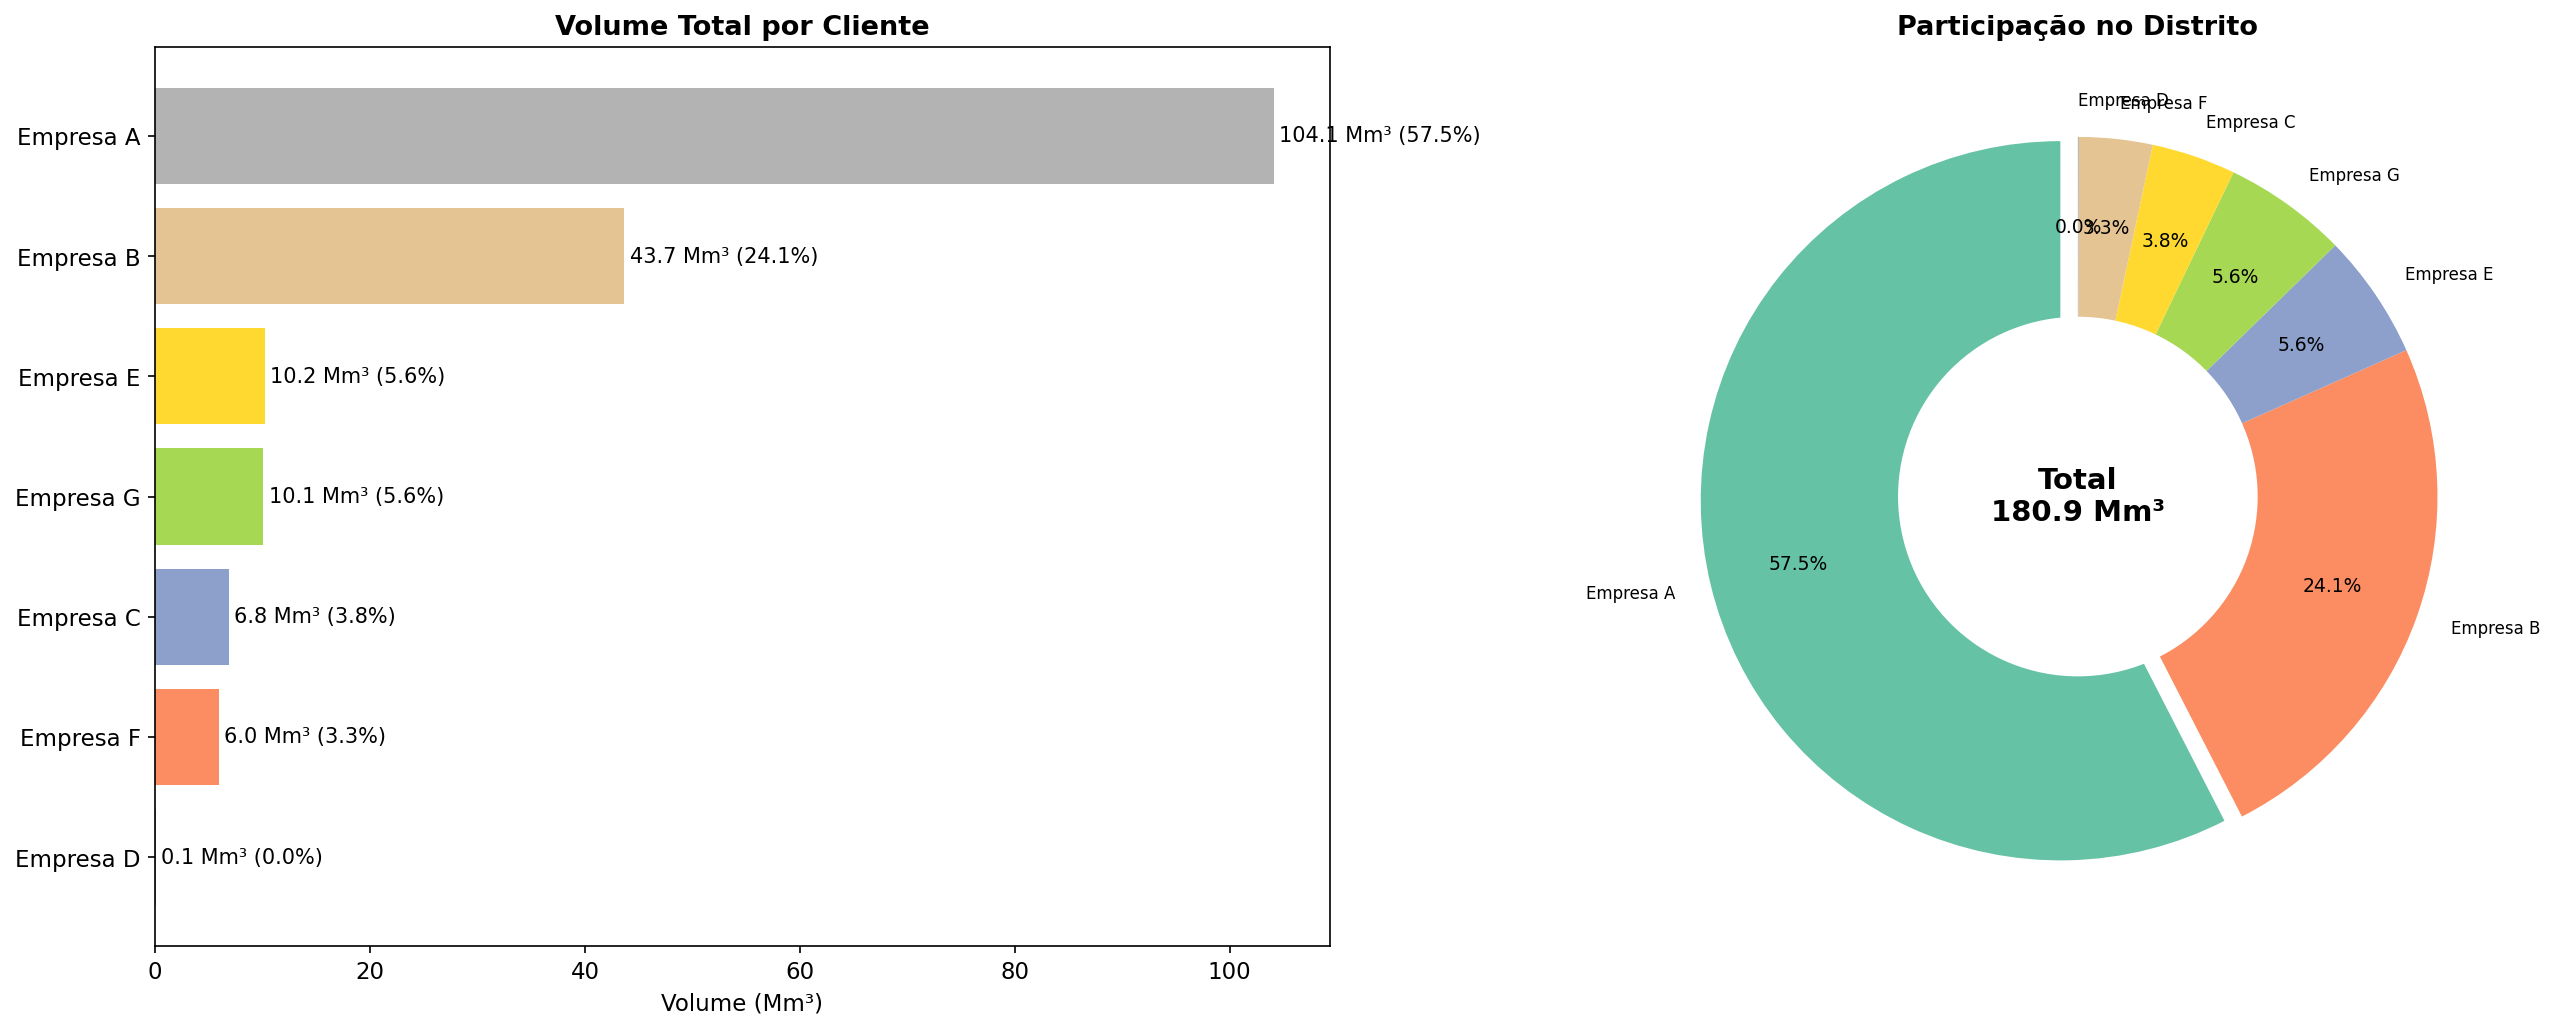 Volume Total por Cliente
Empresa A
104.1 Mm³ (57.5%)
Empresa B
43.7 Mm³ (24.1%)
Empresa E
10.2 Mm³ (5.6%)
Empresa G
10.1 Mm³ (5.6%)
Empresa C
6.8 Mm³ (3.8%)
Empresa F
6.0 Mm³ (3.3%)
Empresa D
0.1 Mm³ (0.0%)
0 20 40 60 80 100
Volume (Mm³)
Participação no Distrito
Empresa D
Empresa F
Empresa C
Empresa G
Empresa E
Empresa B
Empresa A
0.0%
3.3%
3.8%
5.6%
5.6%
24.1%
57.5%
Total
180.9 Mm³